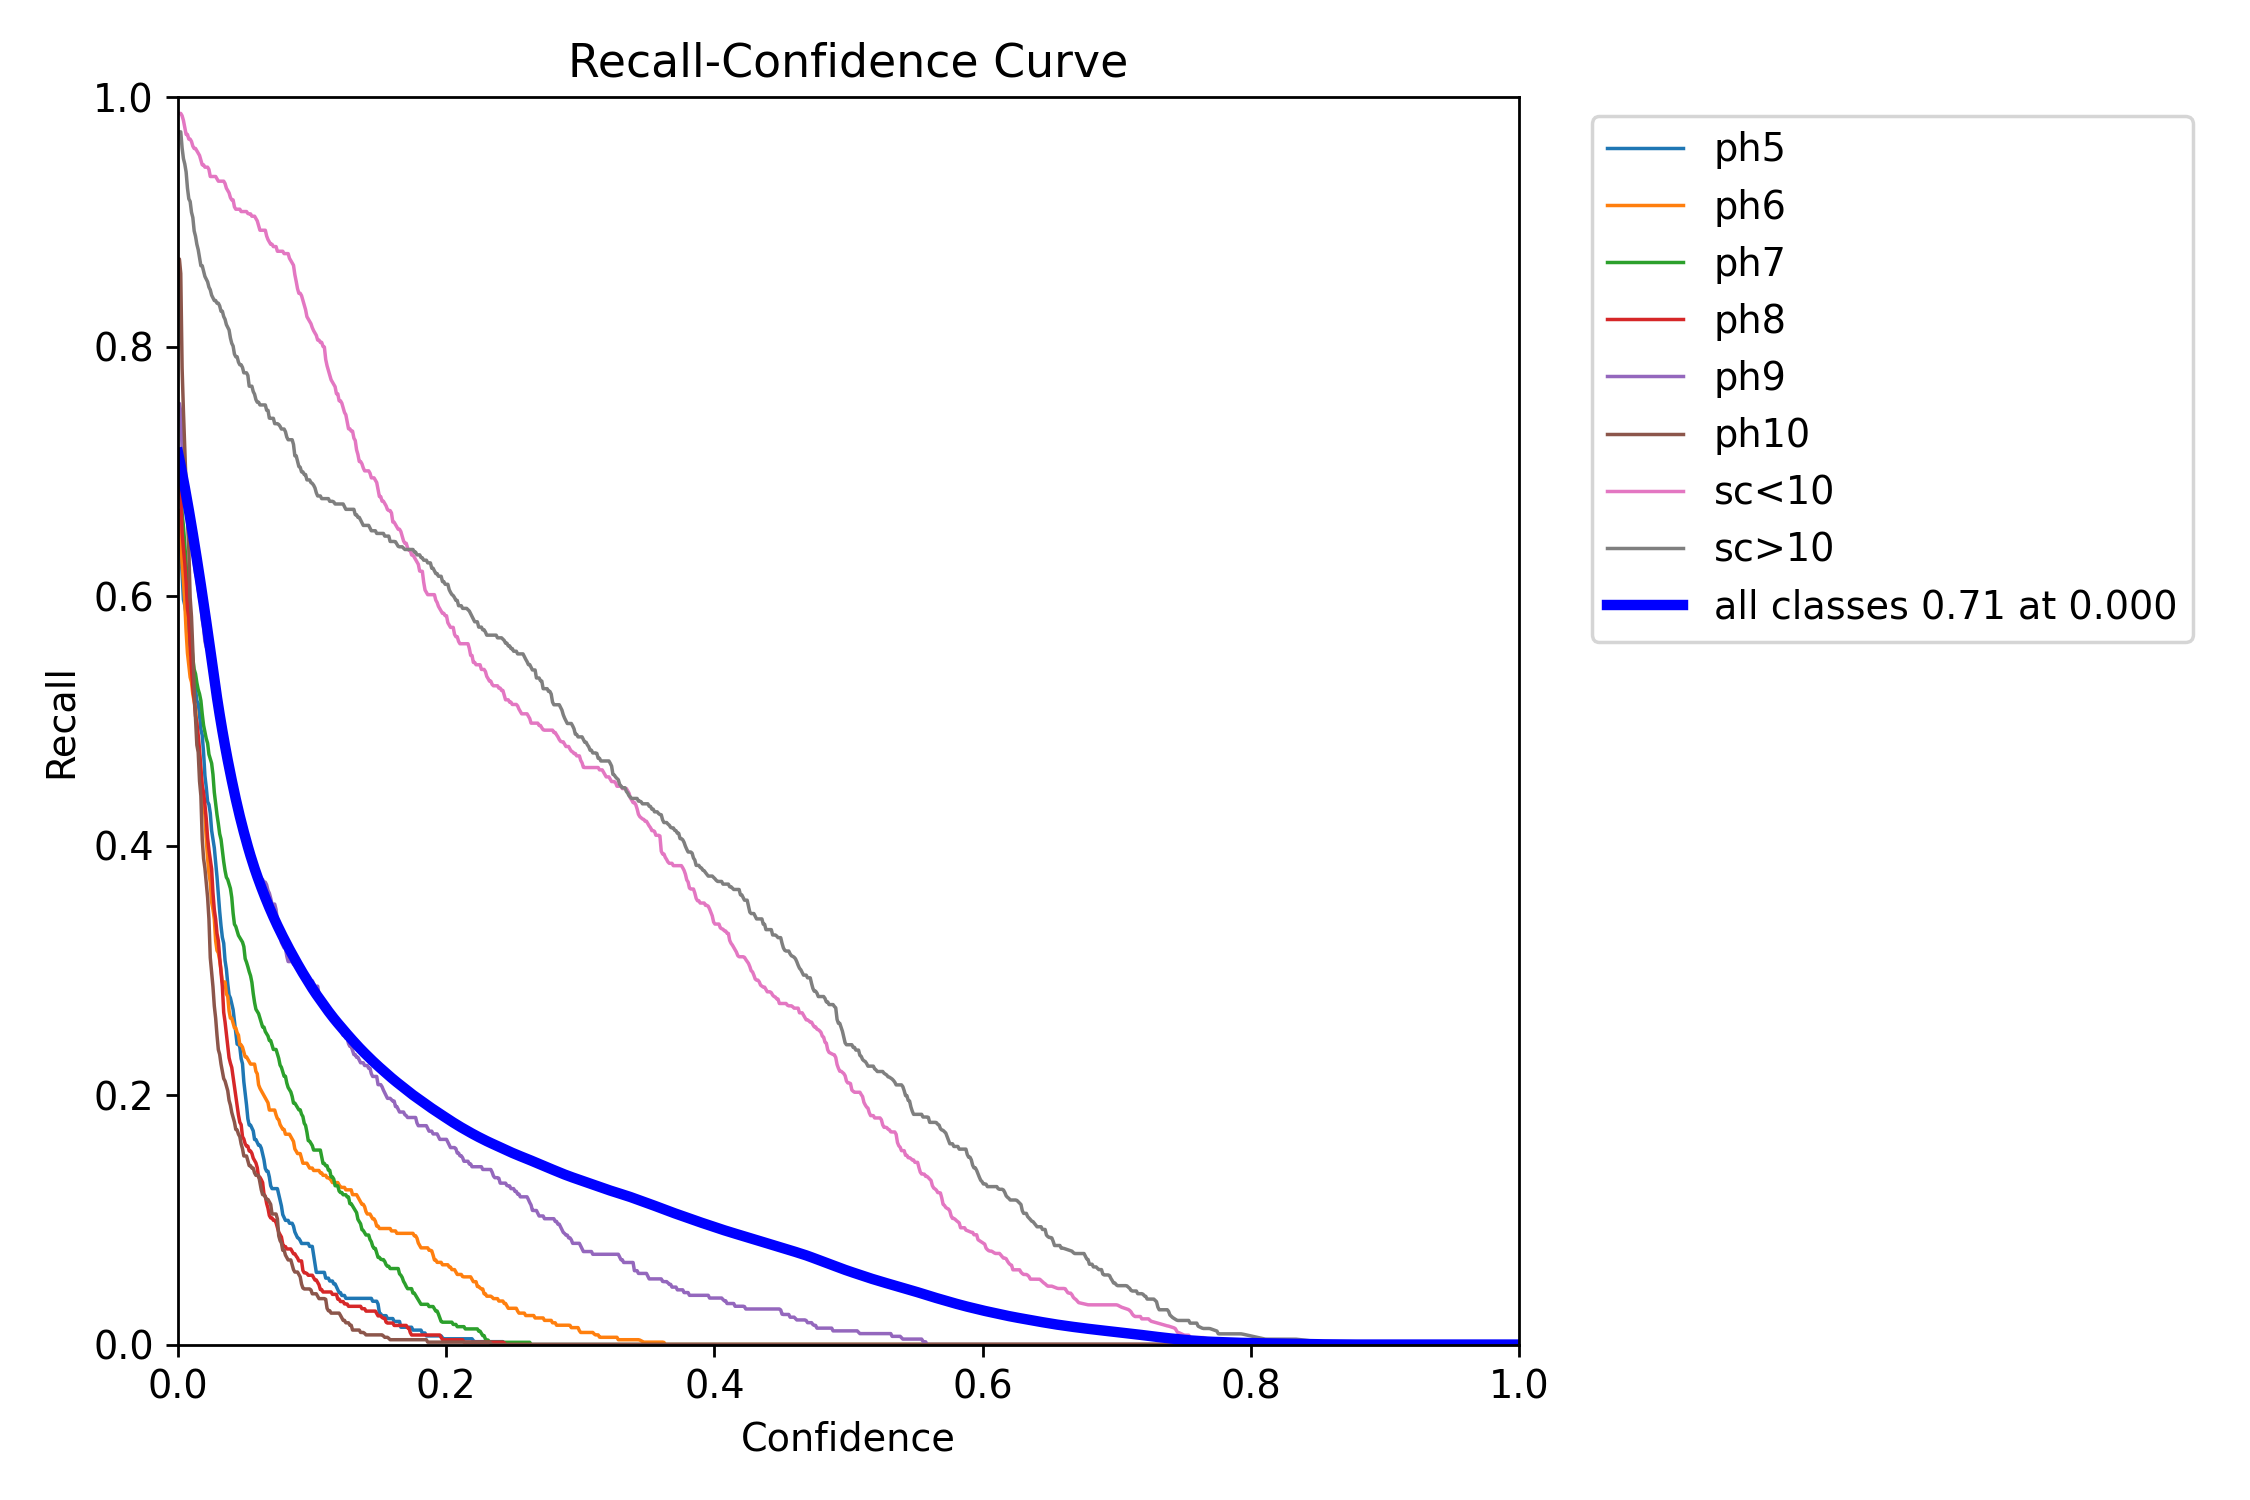 Recall-Confidence Curve
1.0
0.8
0.6
0.4
0.2
0.0
Recall
0.0 0.2 0.4 0.6 0.8 1.0
Confidence
ph5
ph6
ph7
ph8
ph9
ph10
sc<10
sc>10
all classes 0.71 at 0.000